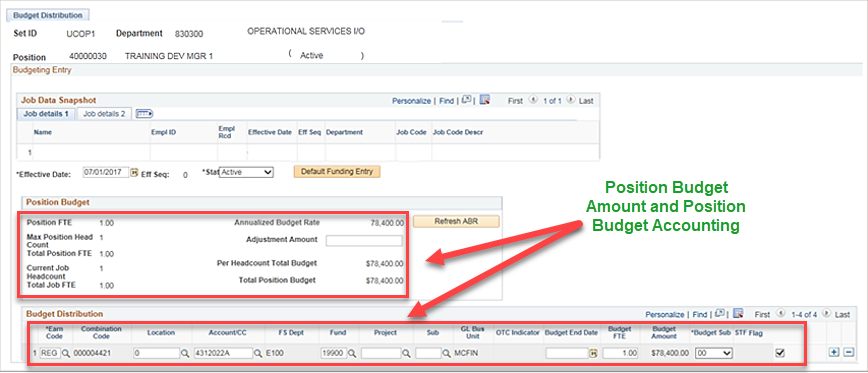 Budget Distribution
Set ID UCOP1 Department 830300 OPERATIONAL SERVICES I/O
Position 40000030 TRAINING DEV MGR 1 ( Active )
Budgeting Entry
Job Data Snapshot Personalize | Find | First 1 of 1 Last
Job details 1 Job details 2
Name Empl ID Empl Rcd Effective Date Eff Seq Department Job Code Job Code Descr
1
*Effective Date: 07/01/2017 Eff Seq: 0 *Stat Active Default Funding Entry
Position Budget
Position FTE 1.00 Annualized Budget Rate 78,400.00 Refresh ABR
Max Position Head Count 1 Adjustment Amount
Total Position FTE 1.00
Current Job Headcount 1 Per Headcount Total Budget $78,400.00
Total Job FTE 1.00 Total Position Budget $78,400.00
Position Budget
Amount and Position
Budget Accounting
Budget Distribution Personalize | Find | First 1-4 of 4 Last
*Earn Code Combination Code Location Account/CC FS Dept Fund Project Sub GL Bus Unit OTC Indicator Budget End Date Budget FTE Budget Amount *Budget Sub STF Flag
1 REG 000004421 0 4312022A E100 19900 MCFIN 1.00 $78,400.00 00